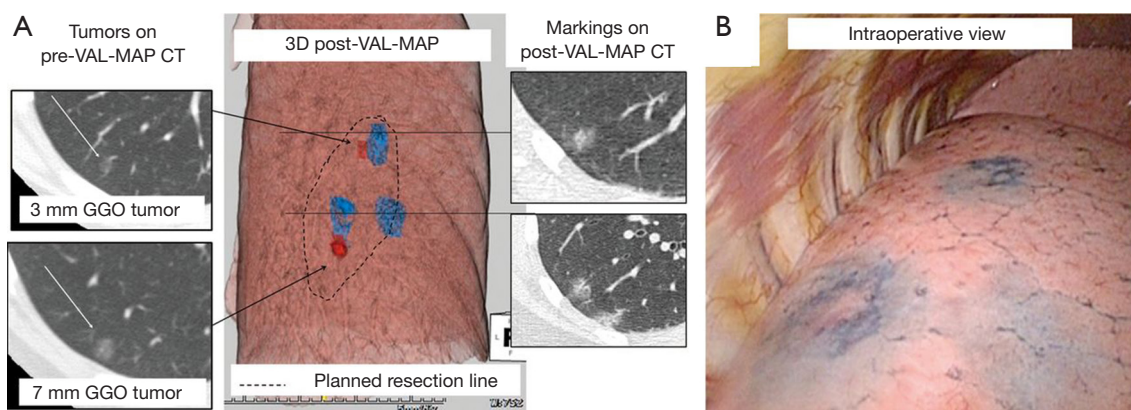 A
Tumors on
pre-VAL-MAP CT
3D post-VAL-MAP
Markings on
post-VAL-MAP CT
B
Intraoperative view
3 mm GGO tumor
7 mm GGO tumor
Planned resection line
L